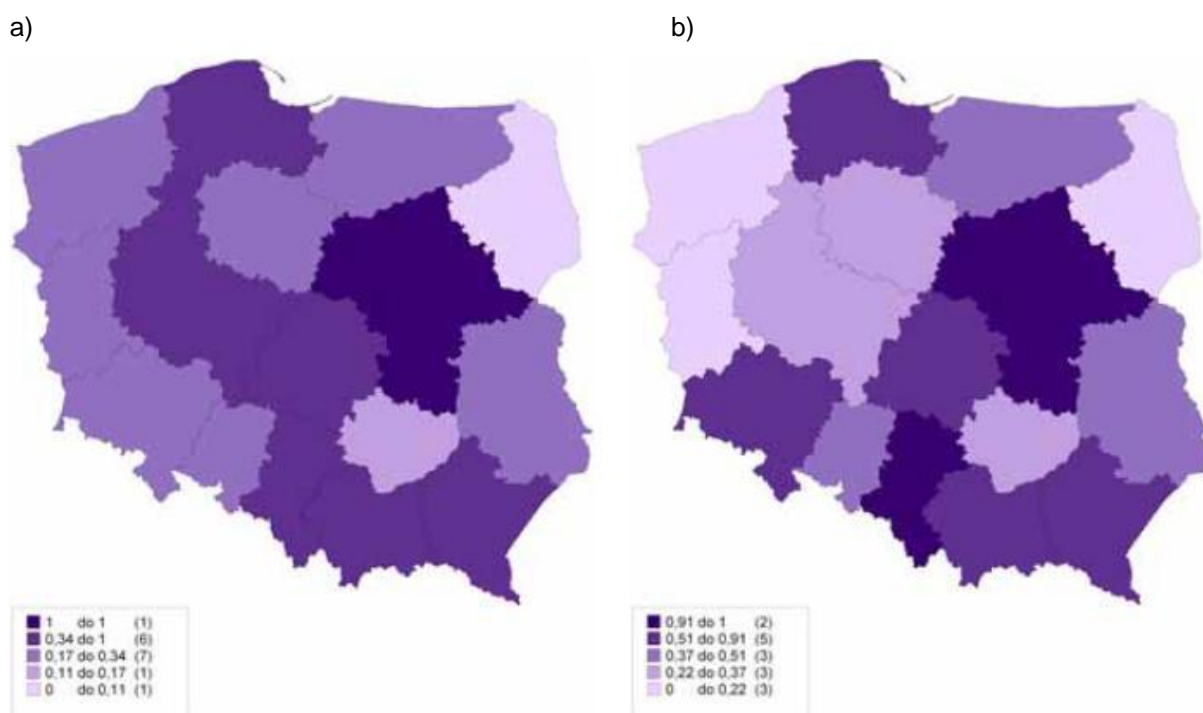 a)
b)
1 do 1 (1)
0,34 do 1 (6)
0,17 do 0,34 (7)
0,11 do 0,17 (1)
0 do 0,11 (1)
0,91 do 1 (2)
0,51 do 0,91 (5)
0,37 do 0,51 (3)
0,22 do 0,37 (3)
0 do 0,22 (3)